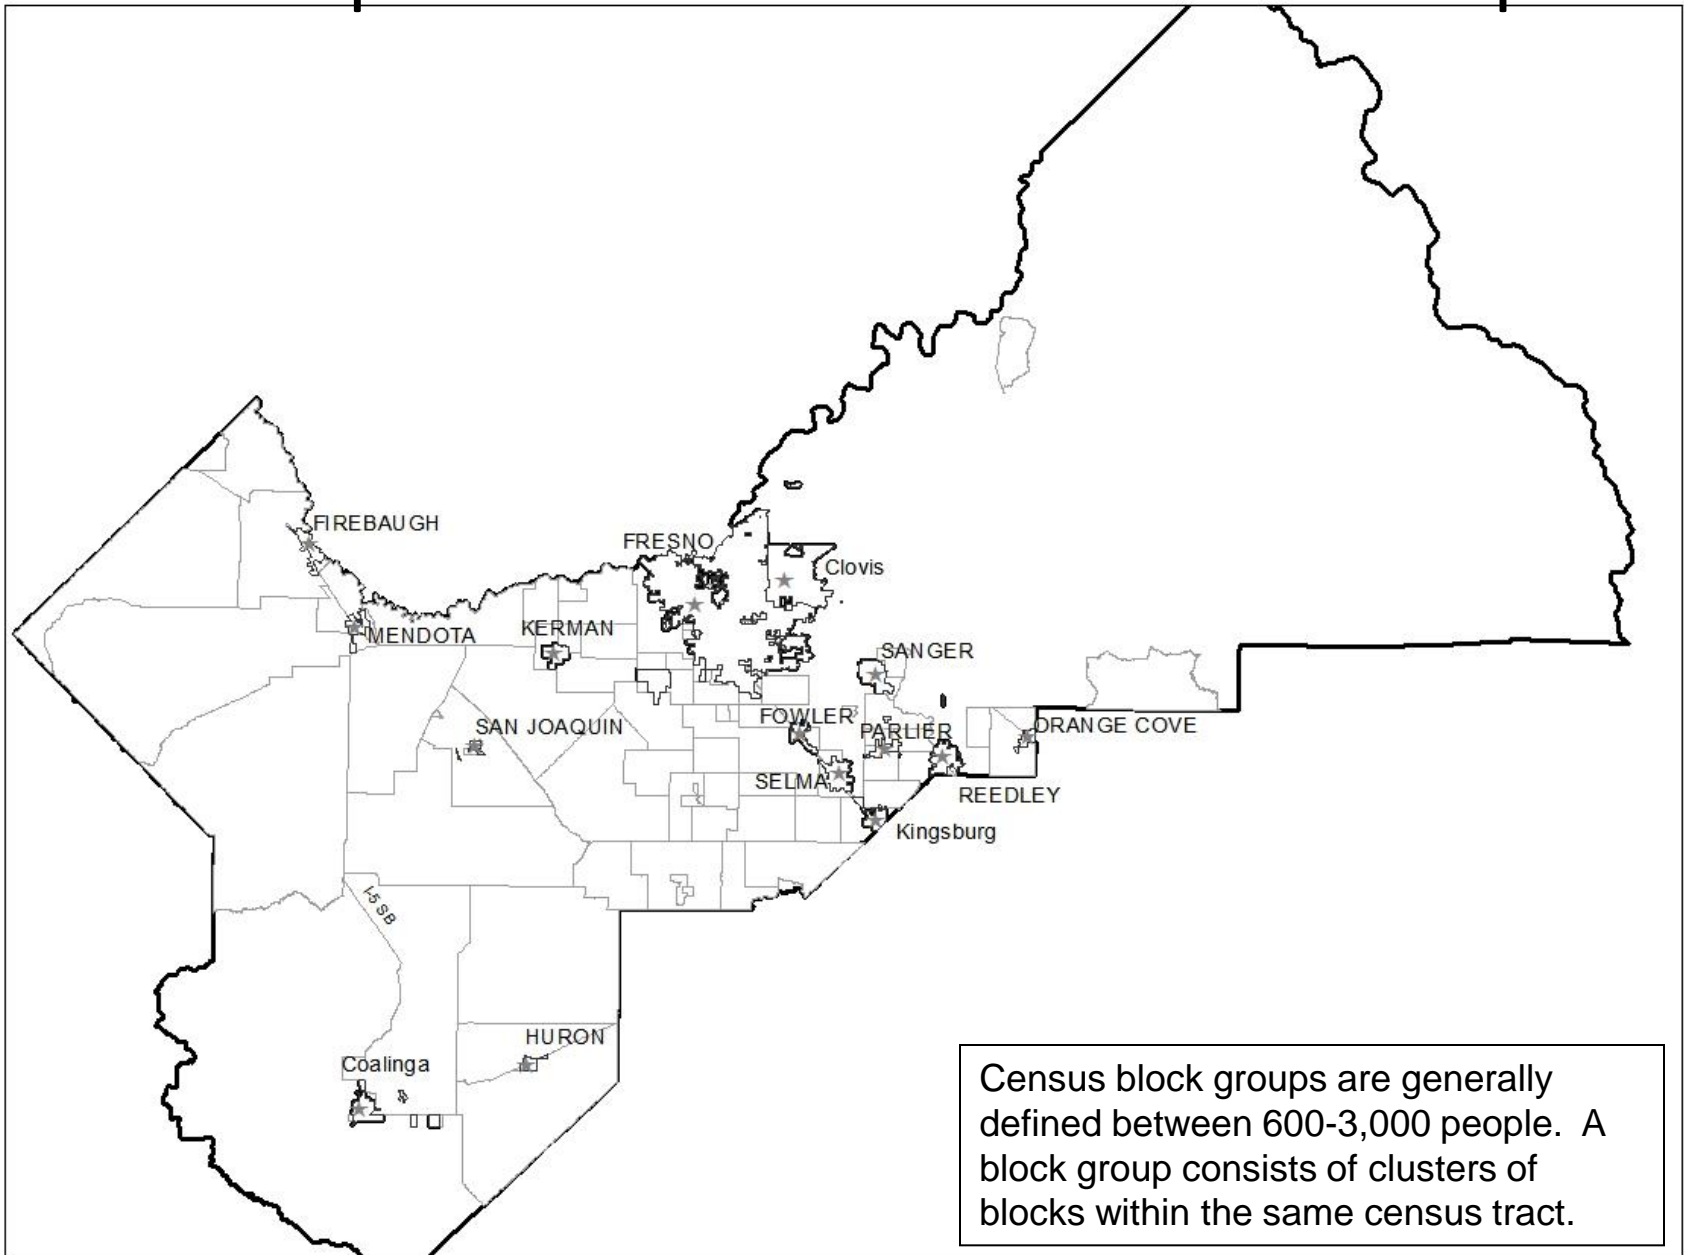 FIREBAUGH
FRESNO
Clovis
MENDOTA
KERMAN
SANGER
SAN JOAQUIN
FOWLER
PARLIER
ORANGE COVE
SELMA
REEDLEY
Kingsburg
I-5 SB
HURON
Coalinga
Census block groups are generally
defined between 600-3,000 people.  A
block group consists of clusters of
blocks within the same census tract.